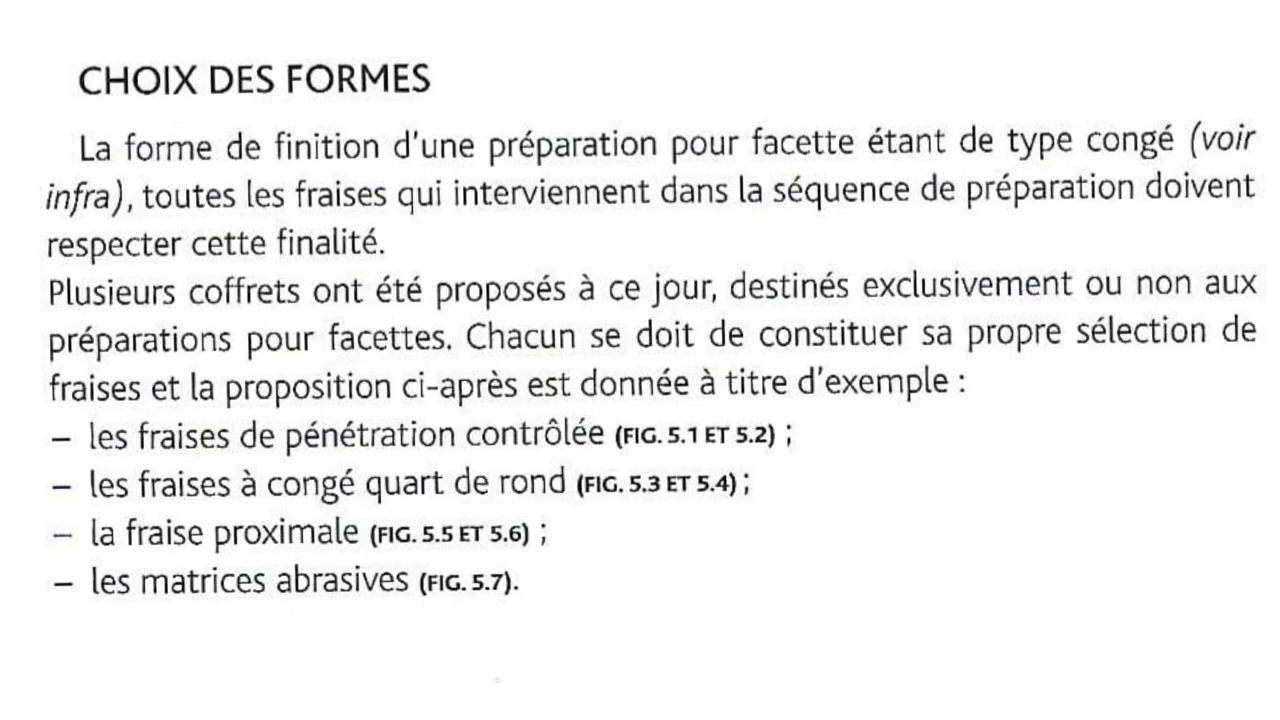 CHOIX DES FORMES
La forme de finition d'une préparation pour facette étant de type congé (voir
infra), toutes les fraises qui interviennent dans la séquence de préparation doivent
respecter cette finalité.
Plusieurs coffrets ont été proposés à ce jour, destinés exclusivement ou non aux
préparations pour facettes. Chacun se doit de constituer sa propre sélection de
fraises et la proposition ci-après est donnée à titre d'exemple :
– les fraises de pénétration contrôlée (FIG. 5.1 ET 5.2) ;
– les fraises à congé quart de rond (FIG. 5.3 ET 5.4) ;
– la fraise proximale (FIG. 5.5 ET 5.6) ;
– les matrices abrasives (FIG. 5.7).